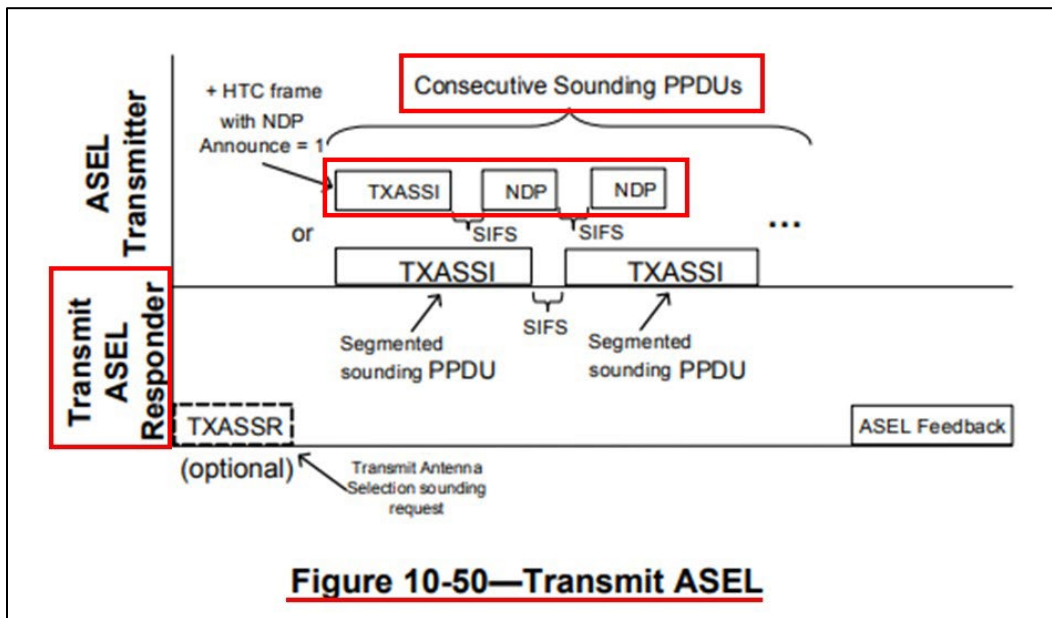 ASEL
Transmitter
+ HTC frame
with NDP
Announce = 1
Consecutive Sounding PPDUs
TXASSI
NDP
NDP
SIFS
SIFS
...
or
TXASSI
TXASSI
SIFS
Segmented
sounding PPDU
Segmented
sounding PPDU
Transmit
ASEL
Responder
TXASSR
(optional)
Transmit Antenna
Selection sounding
request
ASEL Feedback
Figure 10-50—Transmit ASEL